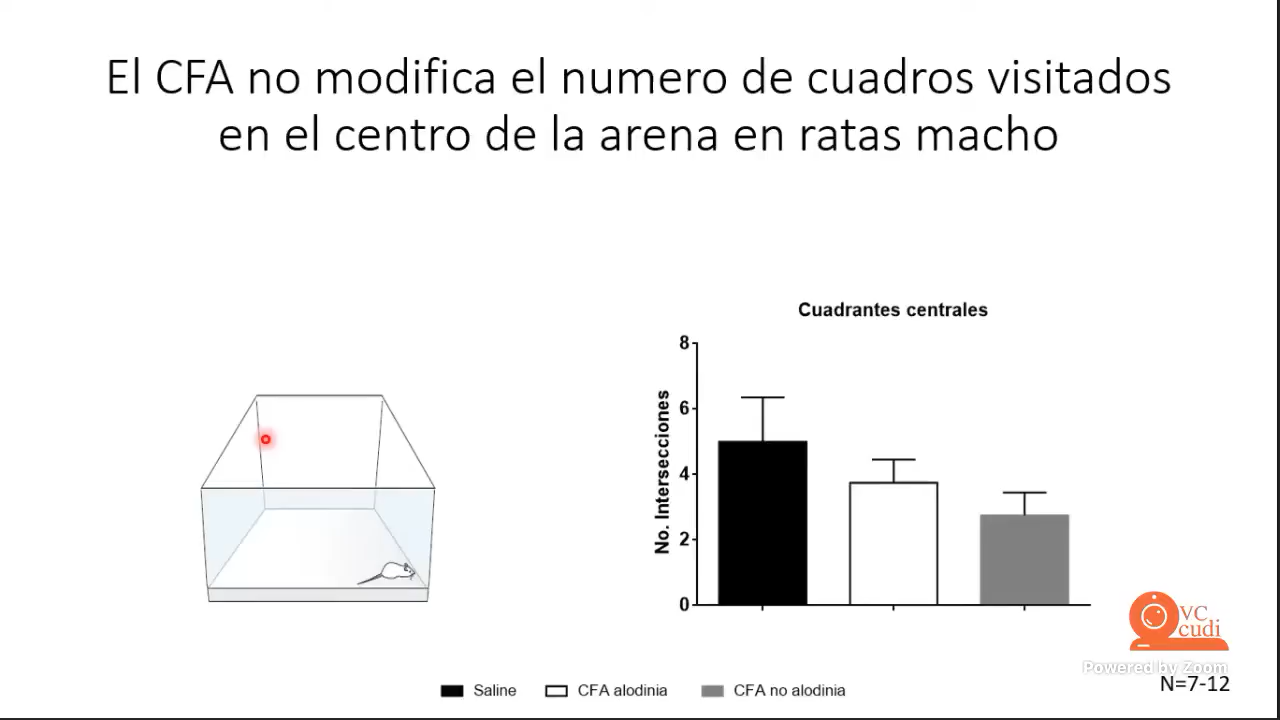 El CFA no modifica el numero de cuadros visitados
en el centro de la arena en ratas macho
Cuadrantes centrales
No. Intersecciones
8
6
4
2
0
Saline
CFA alodinia
CFA no alodinia
VC
cudi
Powered by Zoom
N=7-12